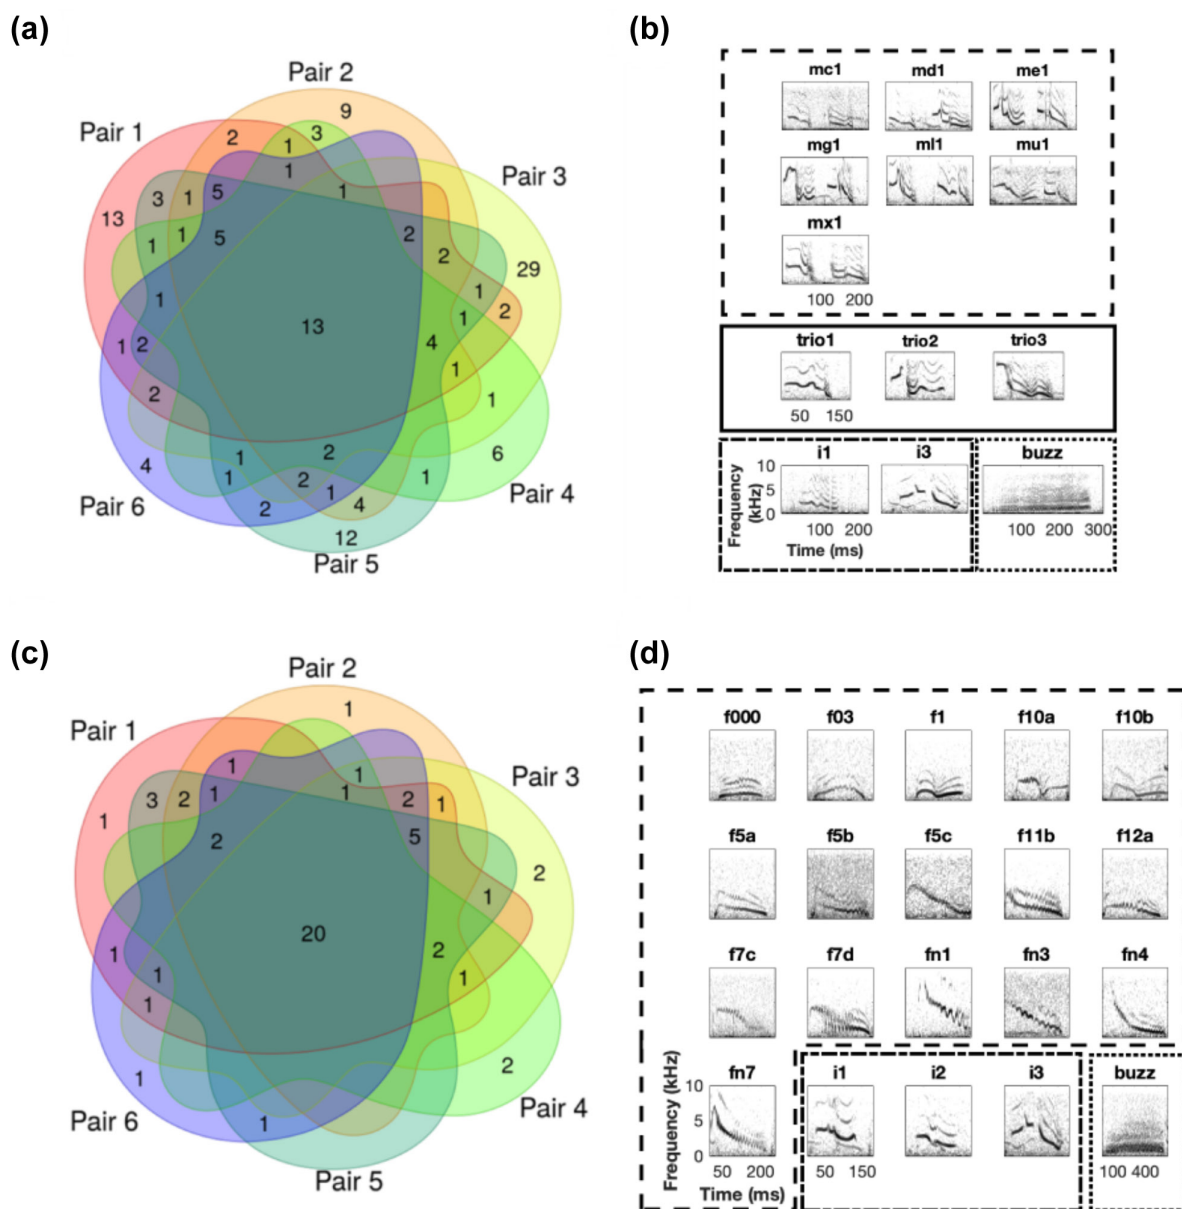 (a)
Pair 2
9
Pair 1
2
3
1
1
Pair 3
1
5
3
1
13
2
1
1
5
2
29
1
1
1
2
13
4
1
2
1
2
1
4
1
2
6
1
1
2
1
2
1
4
Pair 6
Pair 4
12
Pair 5
(b)
mc1 md1 me1
mg1 ml1 mu1
mx1
100 200
trio1 trio2 trio3
50 150
i1 i3 buzz
Frequency
(kHz)
10
5
0
100 200
100 200 300
Time (ms)
(c)
Pair 2
1
Pair 1
1
1
Pair 3
1
1
3
2
2
1
1
2
5
2
1
20
1
2
1
1
1
2
1
Pair 6
Pair 4
1
Pair 5
(d)
f000 f03 f1 f10a f10b
f5a f5b f5c f11b f12a
f7c f7d fn1 fn3 fn4
fn7 i1 i2 i3 buzz
Frequency (kHz)
10
5
0
50 200
50 150
100 400
Time (ms)